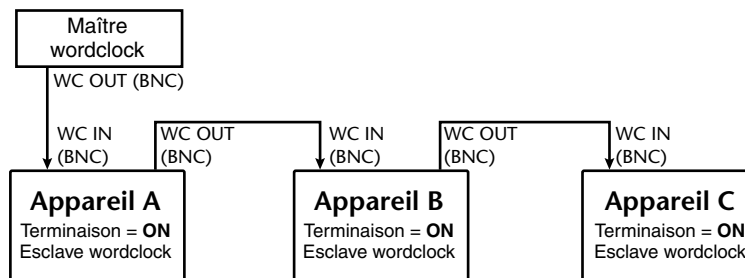 Maître
wordclock
WC OUT (BNC)
WC IN
(BNC)
WC OUT
(BNC)
WC IN
(BNC)
WC OUT
(BNC)
WC IN
(BNC)
Appareil A
Terminaison = ON
Esclave wordclock
Appareil B
Terminaison = ON
Esclave wordclock
Appareil C
Terminaison = ON
Esclave wordclock